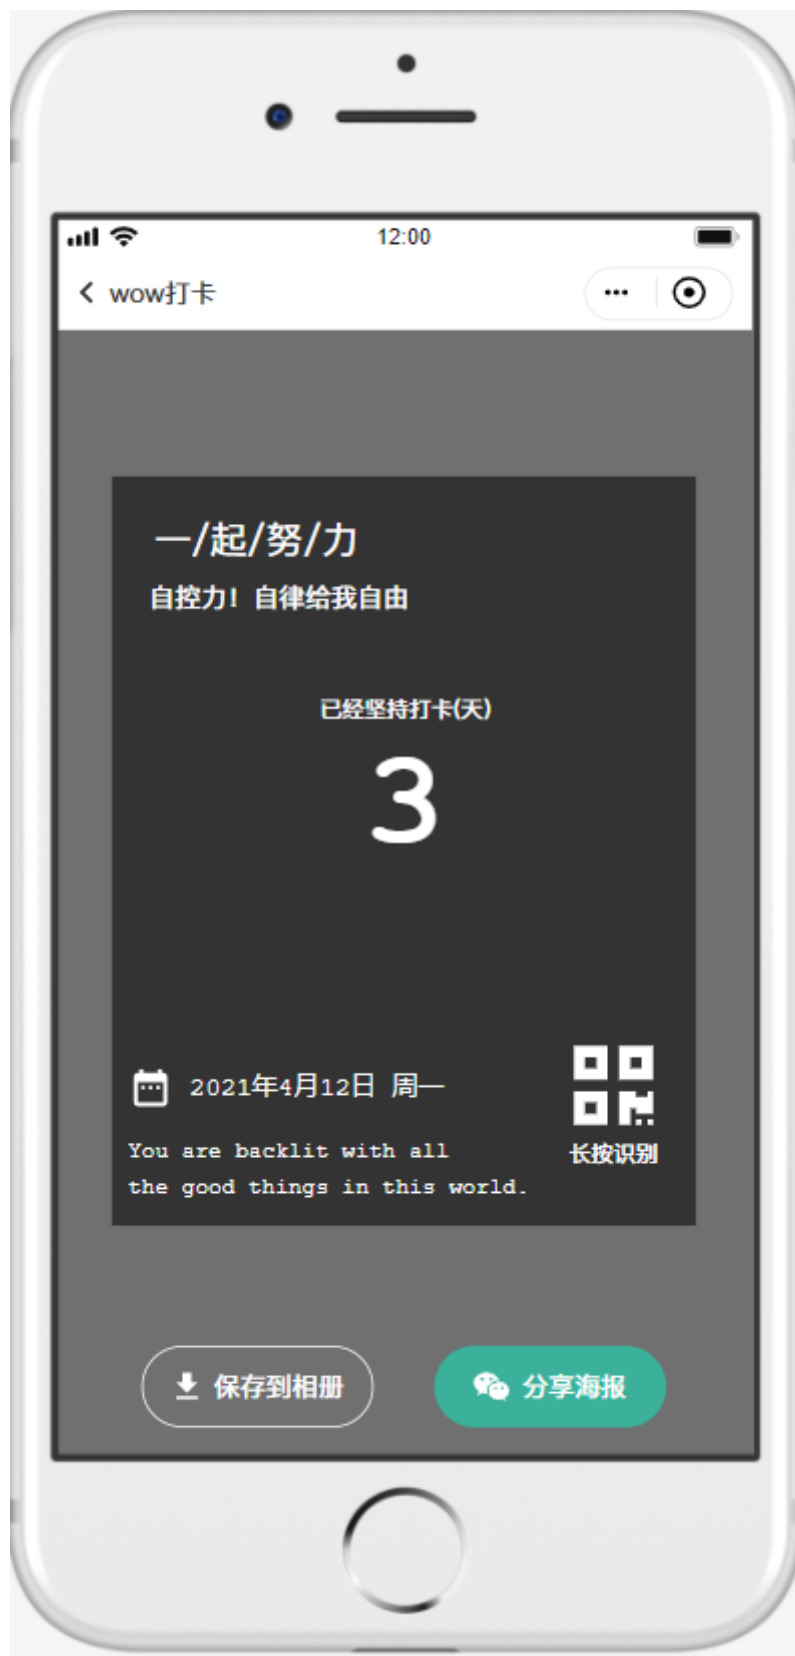 12:00
wow打卡
一/起/努/力
自控力！自律给我自由
已经坚持打卡(天)
3
2021年4月12日 周一
You are backlit with all
the good things in this world.
长按识别
保存到相册
分享海报